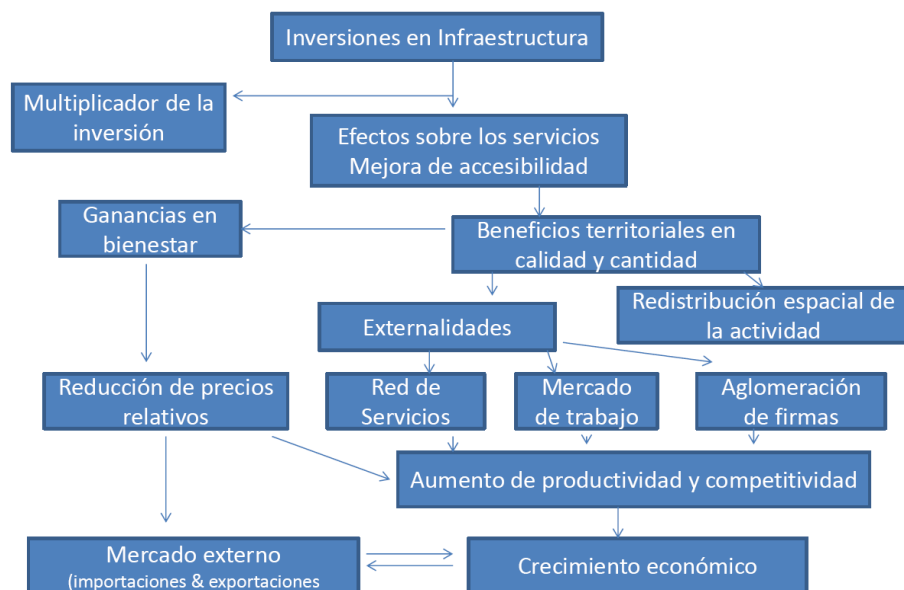 Inversiones en Infraestructura
Multiplicador de la
inversión
Efectos sobre los servicios
Mejora de accesibilidad
Ganancias en
bienestar
Beneficios territoriales en
calidad y cantidad
Redistribución espacial de
la actividad
Externalidades
Reducción de precios
relativos
Red de
Servicios
Mercado
de trabajo
Aglomeración
de firmas
Aumento de productividad y competitividad
Mercado externo
(importaciones & exportaciones
Crecimiento económico